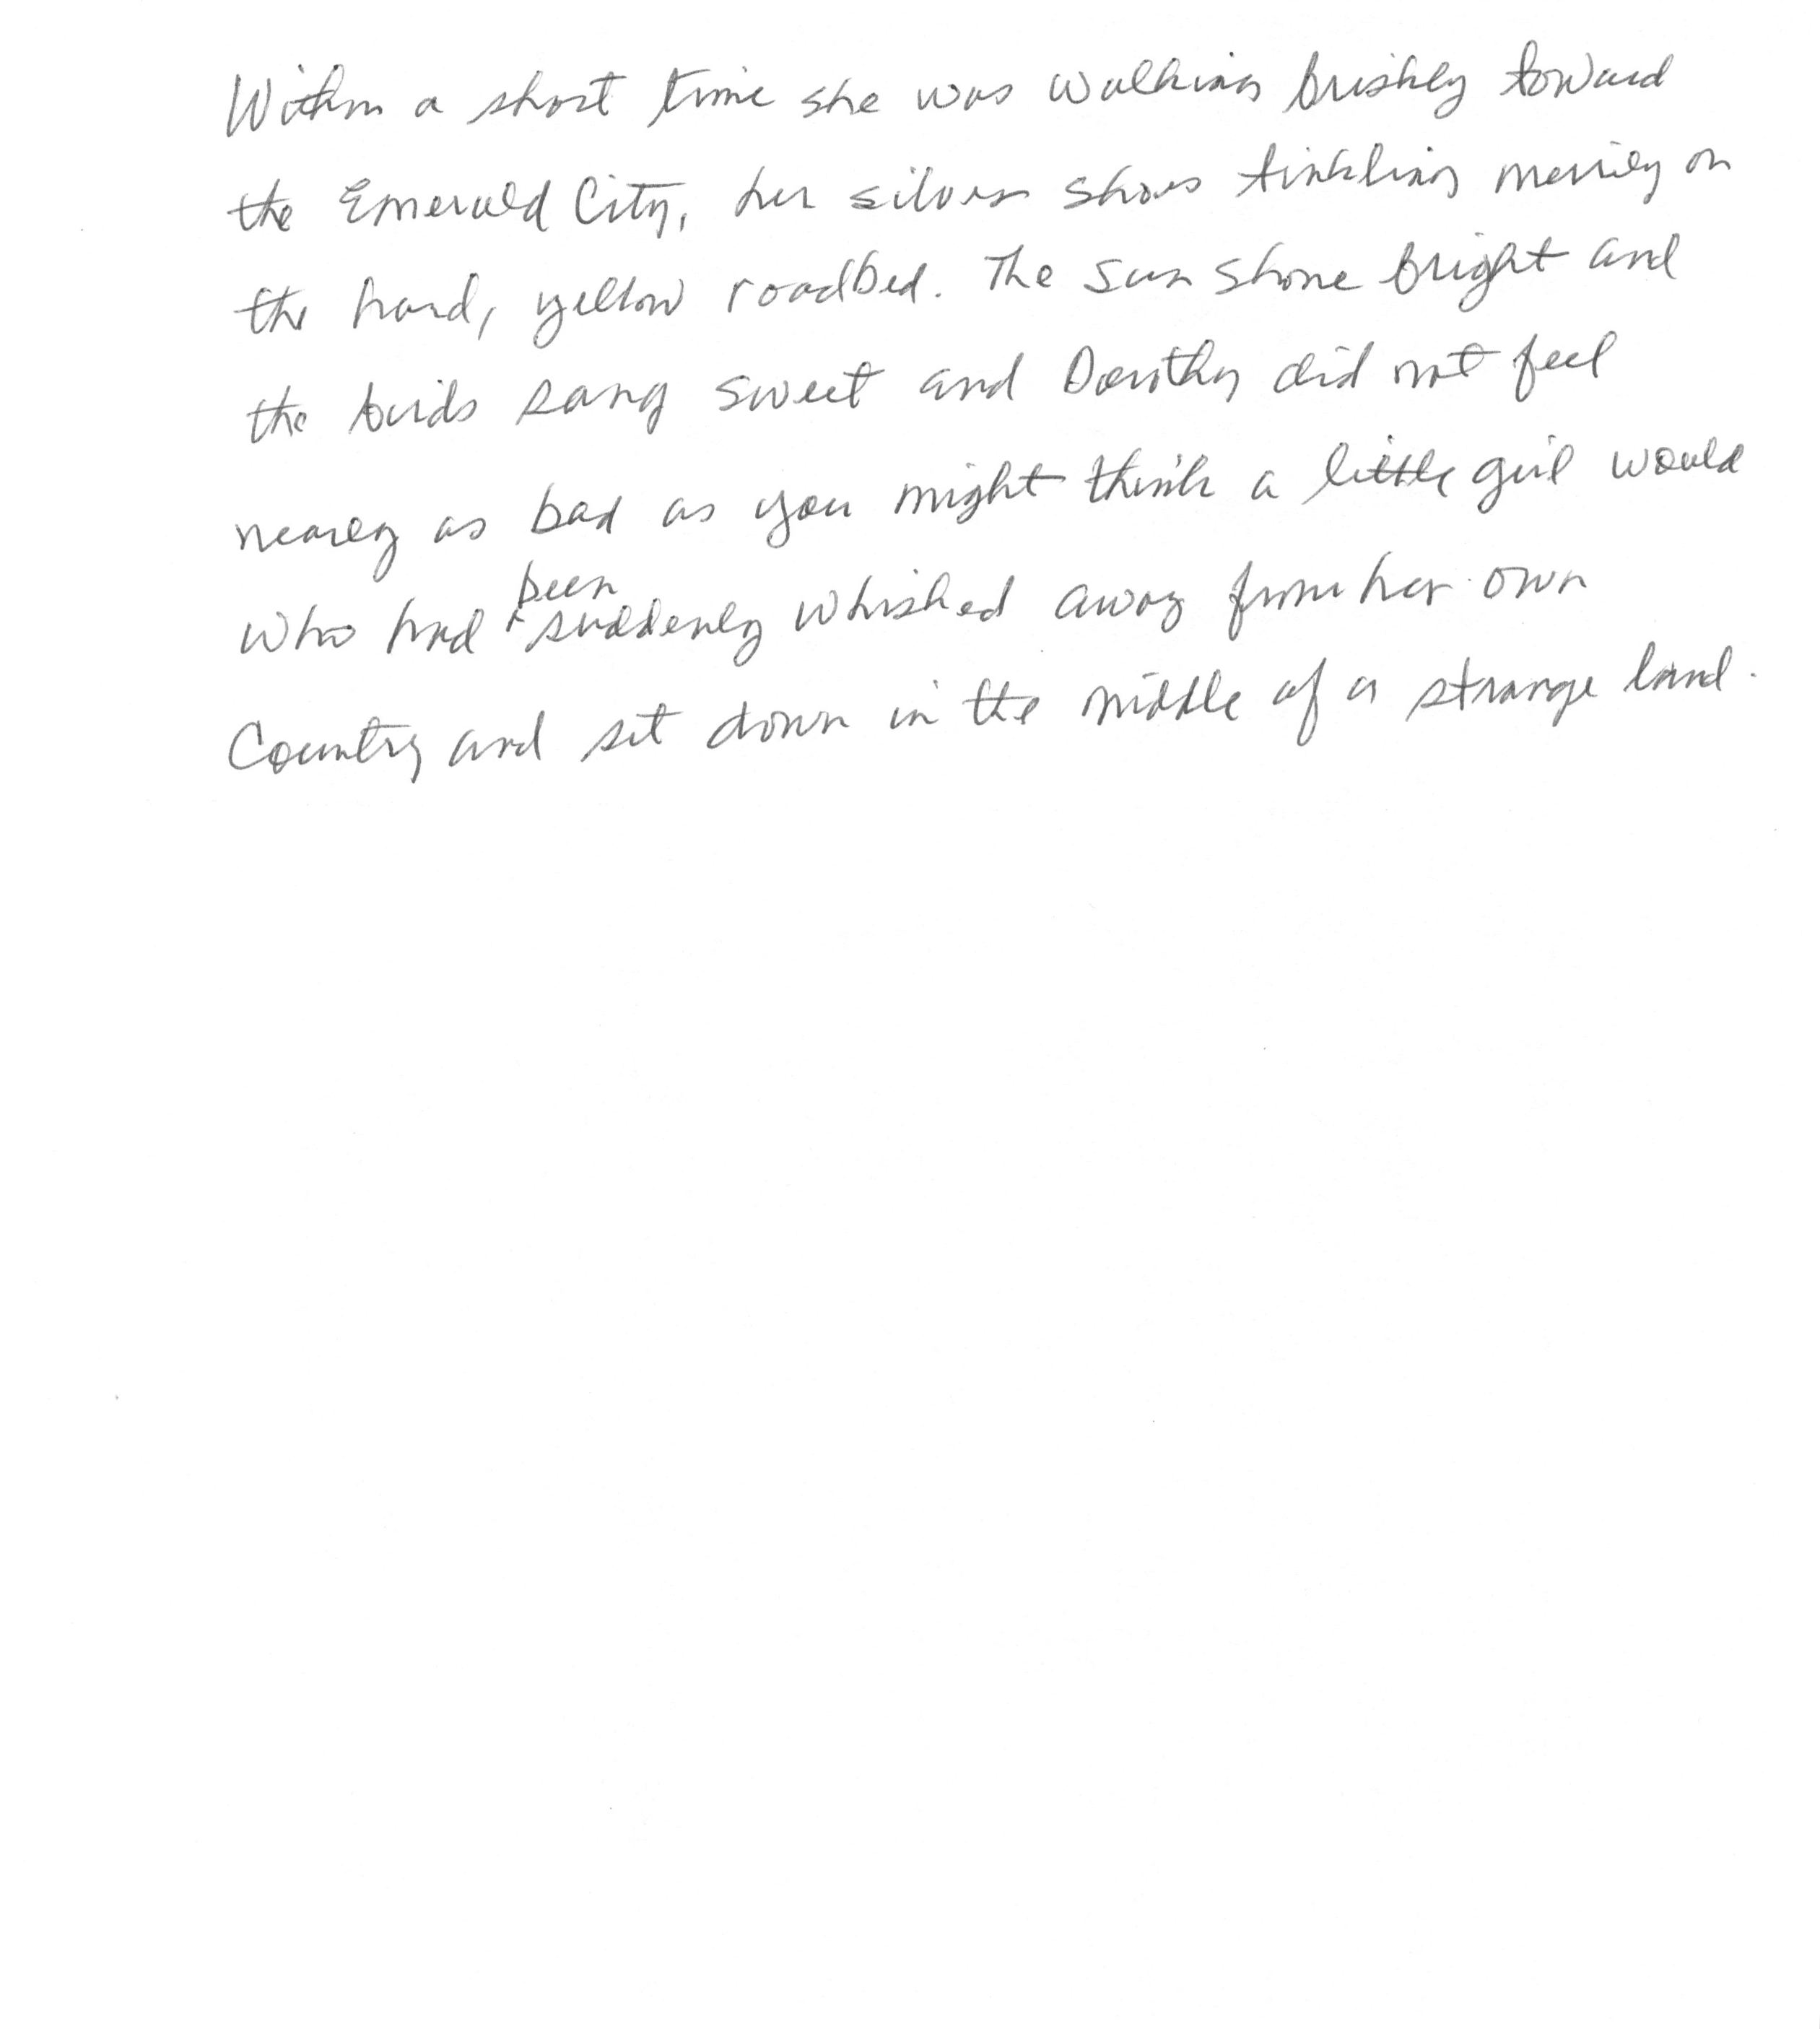 Within a short time she was walking briskly toward
the Emerald City, her silver shoes tinkling merrily on
the hard, yellow roadbed. The sun shone bright and
the birds sang sweet and Dorothy did not feel
nearly as bad as you might think a little girl would
who had been suddenly whisked away from her own
Country and set down in the middle of a strange land.